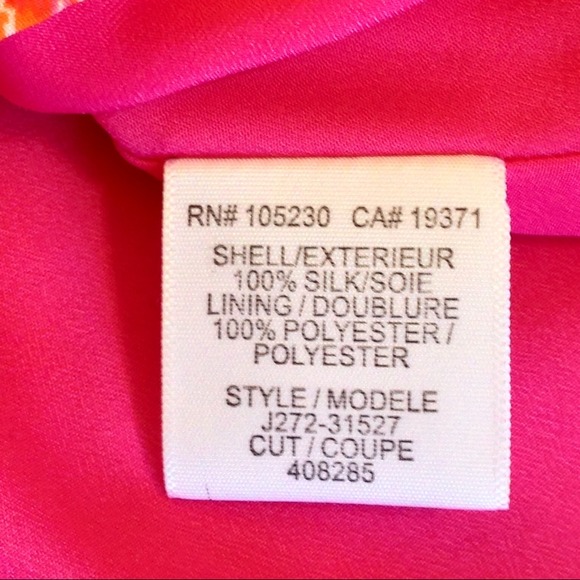 RN# 105230 CA# 19371
SHELL/EXTERIEUR
100% SILK/SOIE
LINING / DOUBLURE
100% POLYESTER /
POLYESTER
STYLE / MODELE
J272-31527
CUT / COUPE
408285